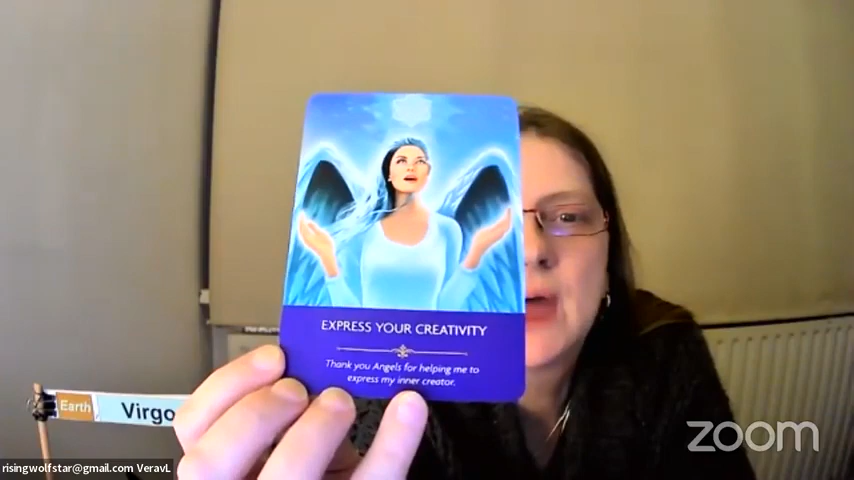 EXPRESS YOUR CREATIVITY
Thank you Angels for helping me to
express my inner creator.
Earth
Virgo
zoom
risingwolfstar@gmail.com VeravL